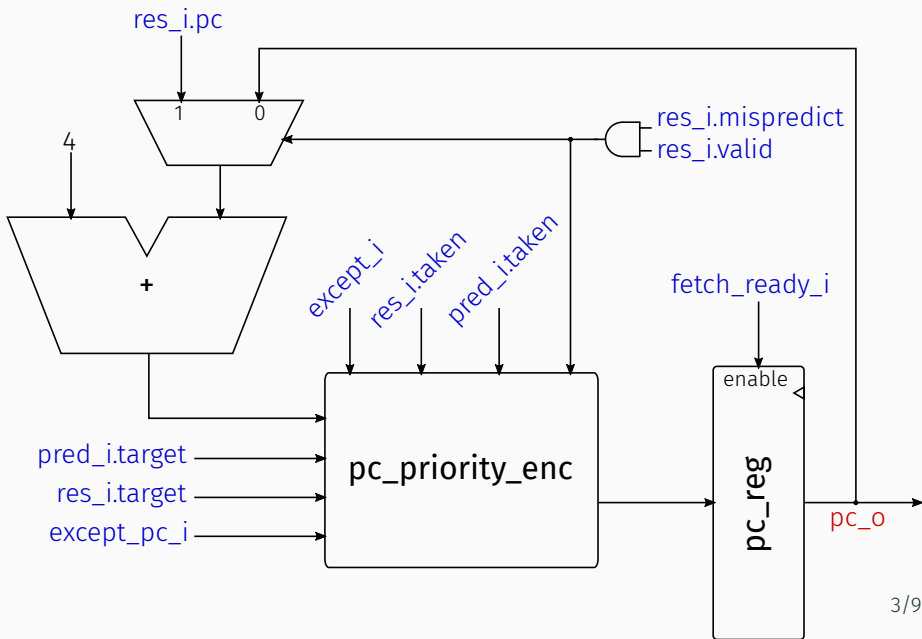 res_i.pc
1
0
res_i.mispredict
res_i.valid
4
+
except_i
res_i.taken
pred_i.taken
fetch_ready_i
enable
pred_i.target
res_i.target
except_pc_i
pc_priority_enc
pc_reg
pc_o
3/9